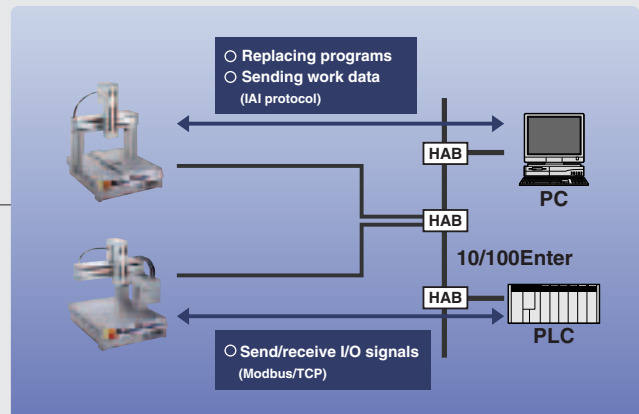 ○ Replacing programs
○ Sending work data
(IAI protocol)
HAB
PC
HAB
10/100Enter
HAB
PLC
○ Send/receive I/O signals
(Modbus/TCP)